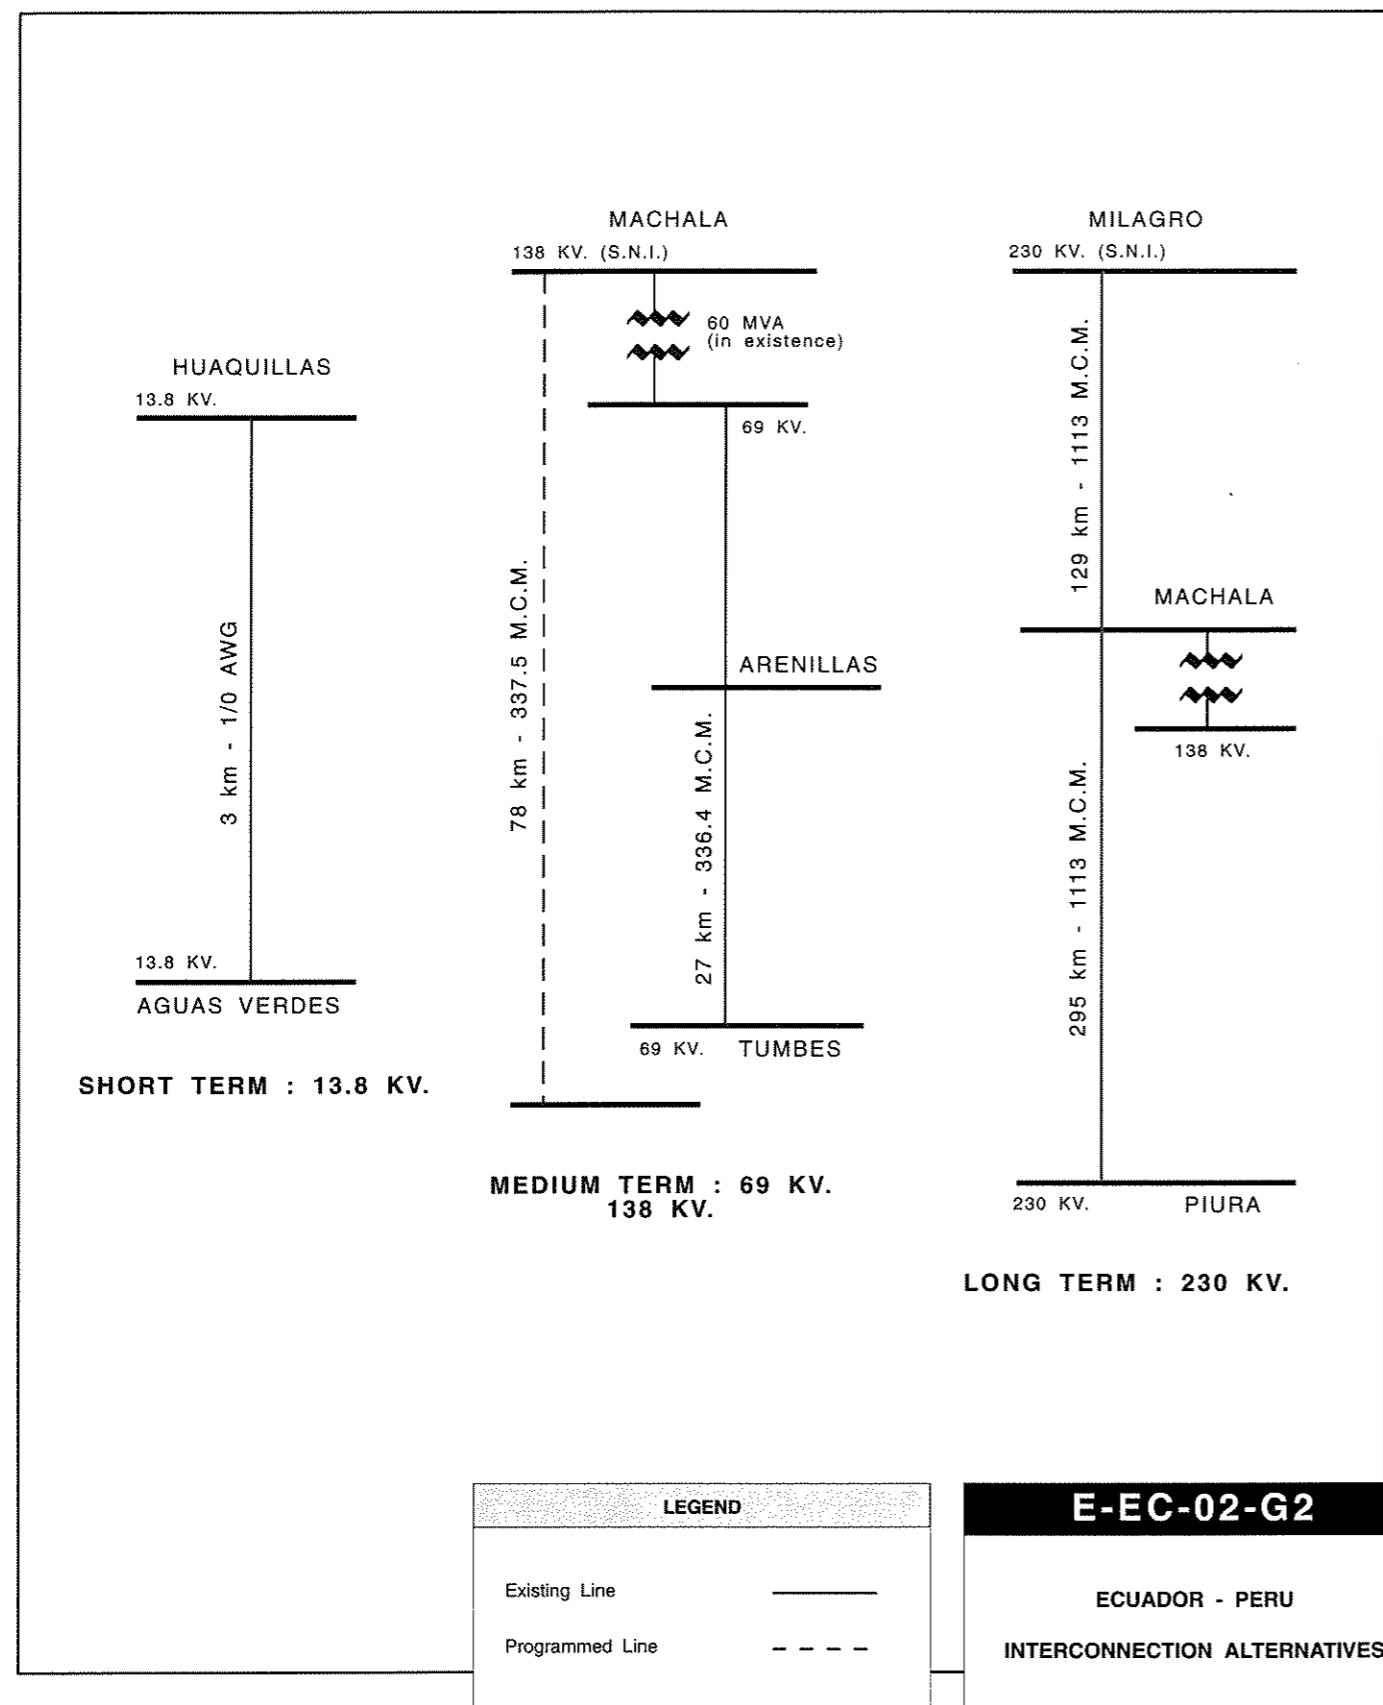 HUAQUILLAS
13.8 KV.
3 km - 1/0 AWG
13.8 KV.
AGUAS VERDES
SHORT TERM : 13.8 KV.
MACHALA
138 KV. (S.N.I.)
60 MVA
(in existence)
69 KV.
78 km - 337.5 M.C.M.
ARENILLAS
27 km - 336.4 M.C.M.
69 KV. TUMBES
MEDIUM TERM : 69 KV.
138 KV.
MILAGRO
230 KV. (S.N.I.)
129 km - 1113 M.C.M.
MACHALA
138 KV.
295 km - 1113 M.C.M.
230 KV. PIURA
LONG TERM : 230 KV.
LEGEND
Existing Line
Programmed Line
E-EC-02-G2
ECUADOR - PERU
INTERCONNECTION ALTERNATIVES